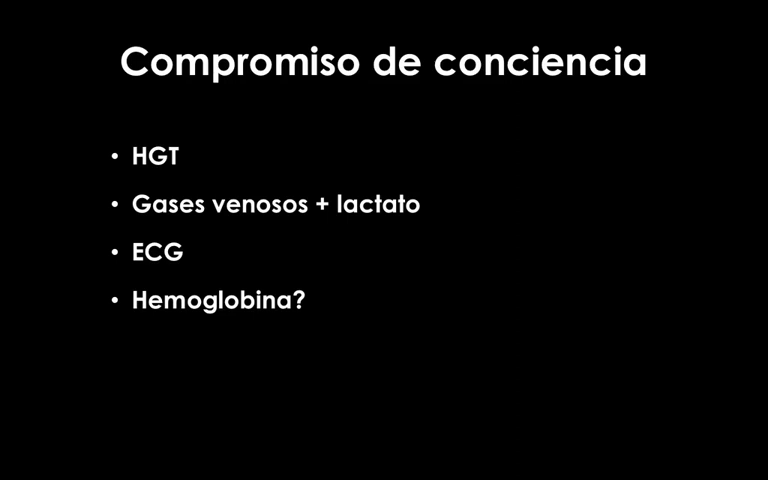 Compromiso de conciencia
• HGT
• Gases venosos + lactato
• ECG
• Hemoglobina?